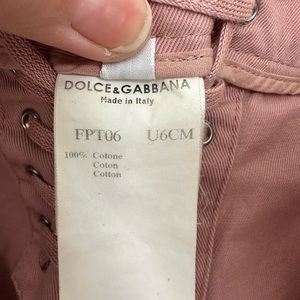 DOLCE&GABBANA
Made in Italy
FPT06 U6CM
100% Cotone
Coton
Cotton